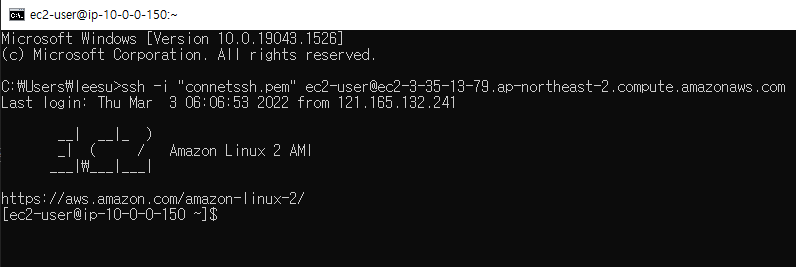 ec2-user@ip-10-0-0-150:~
Microsoft Windows [Version 10.0.19043.1526]
(c) Microsoft Corporation. All rights reserved.
C:₩Users₩leesu>ssh -i "connetssh.pem" ec2-user@ec2-3-35-13-79.ap-northeast-2.compute.amazonaws.com
Last login: Thu Mar  3 06:06:53 2022 from 121.165.132.241
       __|  __|_  )
       _|  (     /   Amazon Linux 2 AMI
      ___|₩___|___|
https://aws.amazon.com/amazon-linux-2/
[ec2-user@ip-10-0-0-150 ~]$